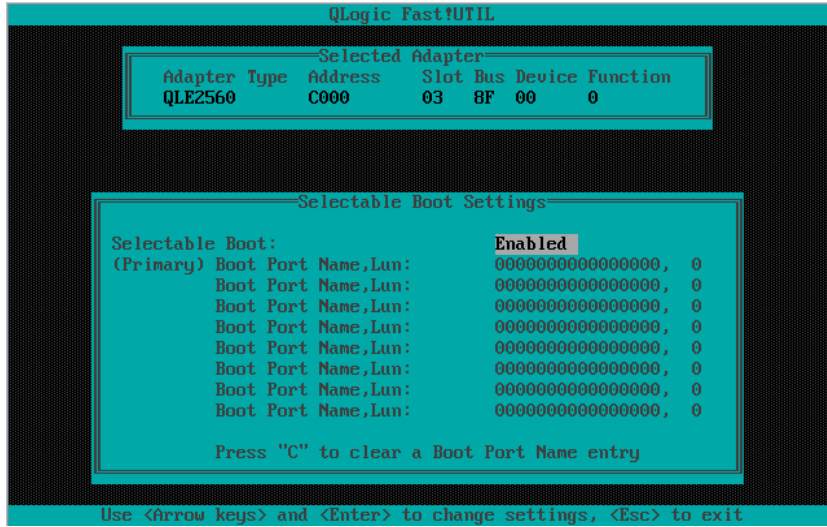 QLogic Fast!UTIL
Selected Adapter
Adapter Type Address Slot Bus Device Function
QLE2560 C000 03 8F 00 0
Selectable Boot Settings
Selectable Boot: Enabled
(Primary) Boot Port Name,Lun: 0000000000000000, 0
Boot Port Name,Lun: 0000000000000000, 0
Boot Port Name,Lun: 0000000000000000, 0
Boot Port Name,Lun: 0000000000000000, 0
Boot Port Name,Lun: 0000000000000000, 0
Boot Port Name,Lun: 0000000000000000, 0
Boot Port Name,Lun: 0000000000000000, 0
Boot Port Name,Lun: 0000000000000000, 0
Press "C" to clear a Boot Port Name entry
Use <Arrow keys> and <Enter> to change settings, <Esc> to exit